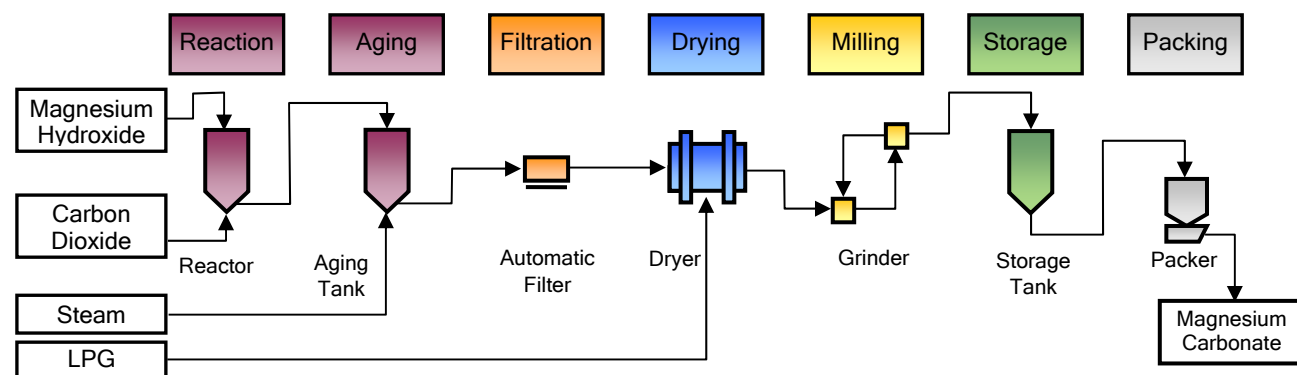 Reaction
Aging
Filtration
Drying
Milling
Storage
Packing
Magnesium
Hydroxide
Carbon
Dioxide
Reactor
Aging
Tank
Automatic
Filter
Dryer
Grinder
Storage
Tank
Packer
Steam
LPG
Magnesium
Carbonate